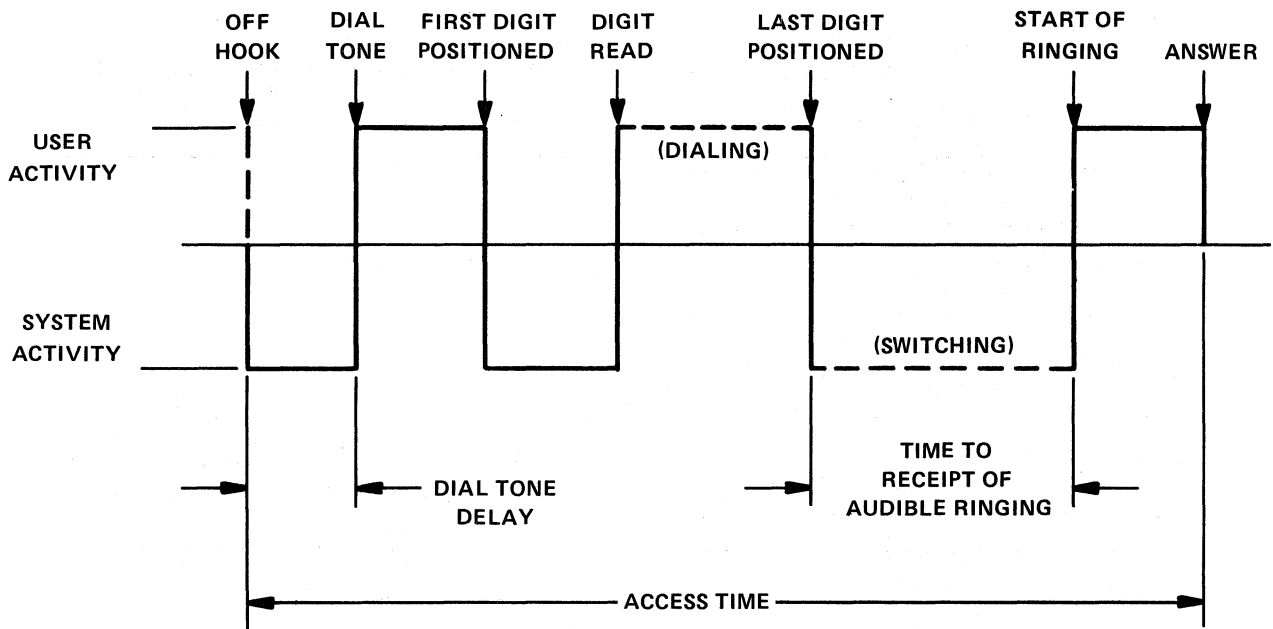 OFF
HOOK
DIAL
TONE
FIRST DIGIT
POSITIONED
DIGIT
READ
LAST DIGIT
POSITIONED
START OF
RINGING
ANSWER
USER
ACTIVITY
(DIALING)
SYSTEM
ACTIVITY
(SWITCHING)
DIAL TONE
DELAY
TIME TO
RECEIPT OF
AUDIBLE RINGING
ACCESS TIME